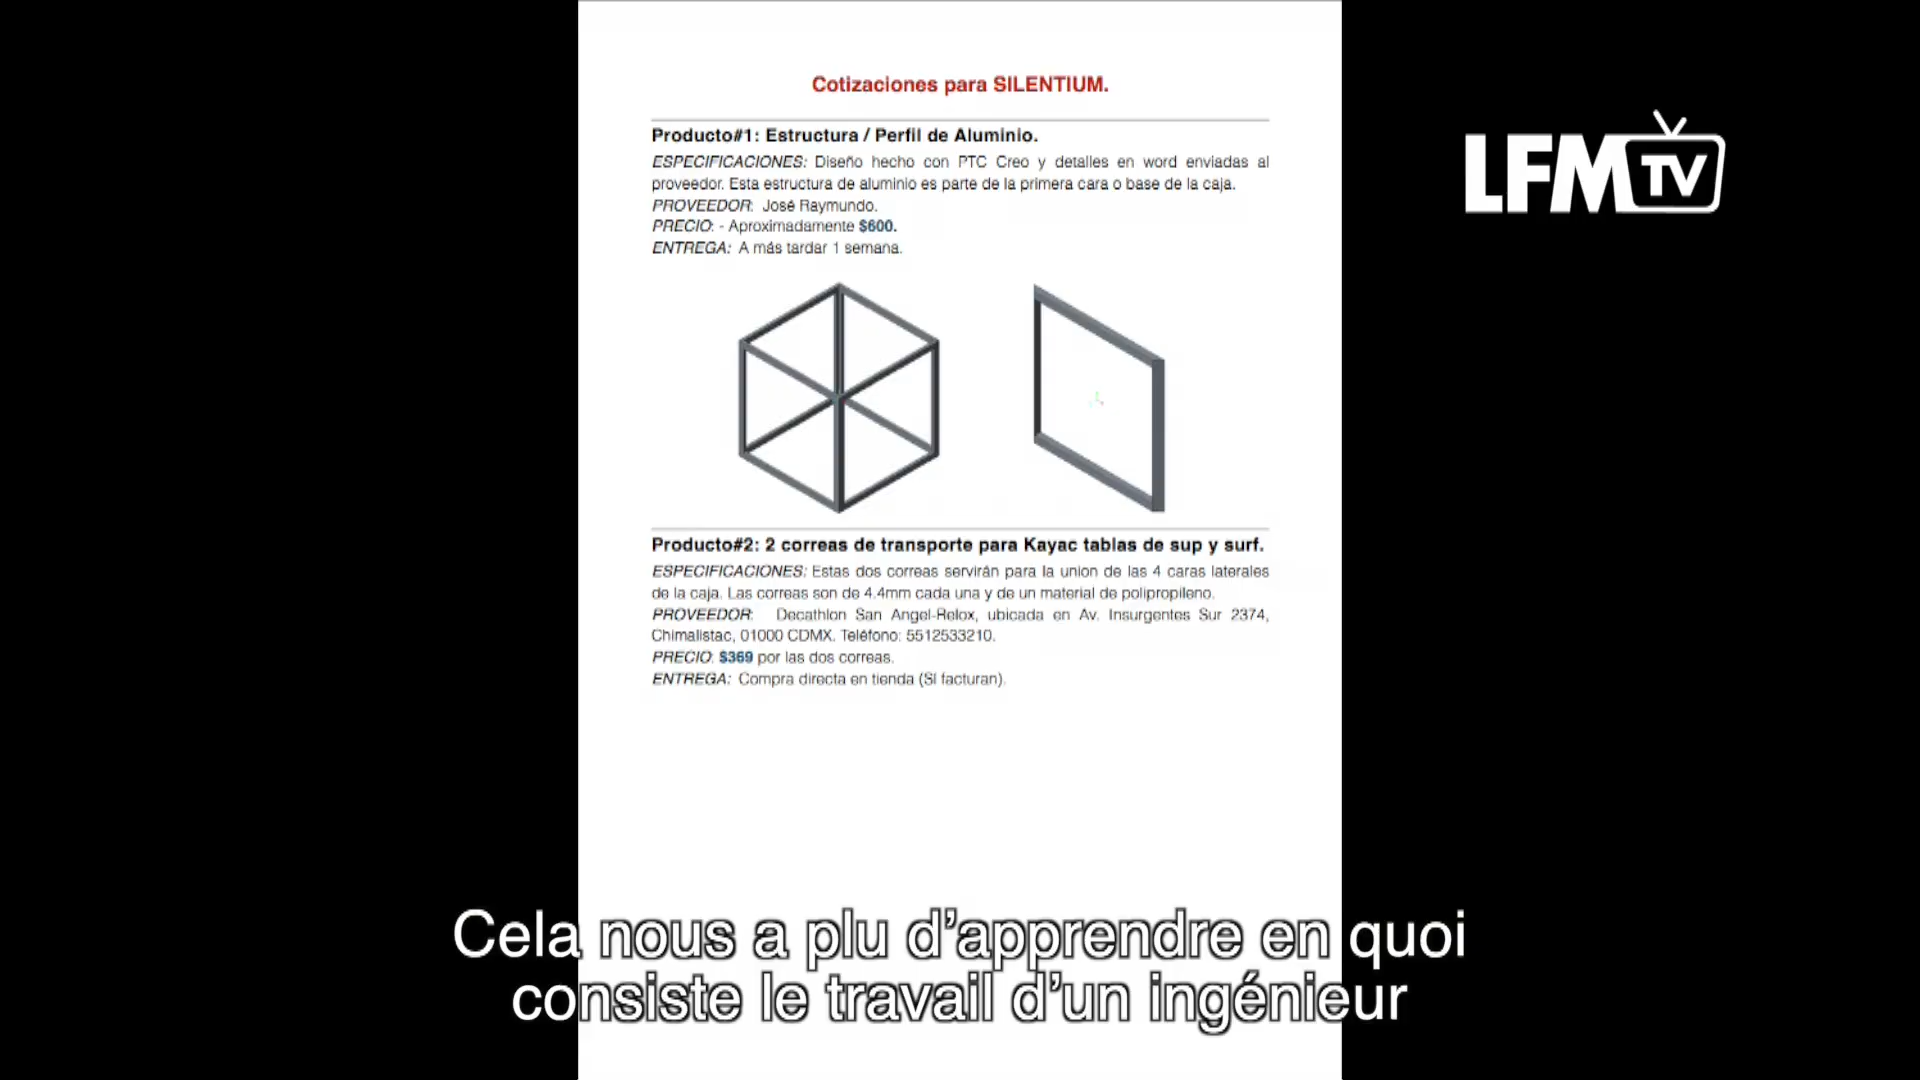 Cotizaciones para SILENTIUM.
LFM TV
Producto#1: Estructura / Perfil de Aluminio.
ESPECIFICACIONES: Diseño hecho con PTC Creo y detalles en word enviadas al
proveedor. Esta estructura de aluminio es parte de la primera cara o base de la caja.
PROVEEDOR: José Raymundo.
PRECIO: - Aproximadamente $600.
ENTREGA: A más tardar 1 semana.
Producto#2: 2 correas de transporte para Kayac tablas de sup y surf.
ESPECIFICACIONES: Estas dos correas servirán para la union de las 4 caras laterales
de la caja. Las correas son de 4.4mm cada una y de un material de polipropileno.
PROVEEDOR: Decathlon San Angel-Relox, ubicada en Av. Insurgentes Sur 2374,
Chimalistac, 01000 CDMX. Teléfono: 5512533210.
PRECIO: $369 por las dos correas.
ENTREGA: Compra directa en tienda (Sí facturan).
Cela nous a plu d'apprendre en quoi
consiste le travail d'un ingénieur